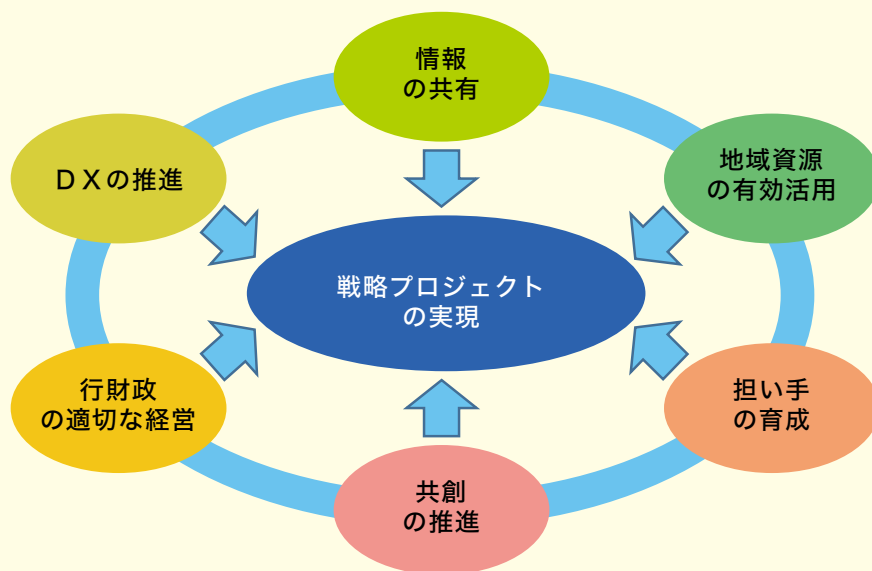 情報
の共有
ＤＸの推進
地域資源
の有効活用
戦略プロジェクト
の実現
行財政
の適切な経営
担い手
の育成
共創
の推進